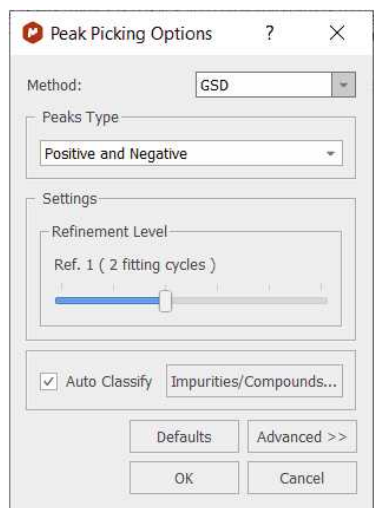 Peak Picking Options ?
Method: GSD
Peaks Type
Positive and Negative
Settings
Refinement Level
Ref. 1 ( 2 fitting cycles )
Auto Classify Impurities/Compounds...
Defaults Advanced >>
OK Cancel